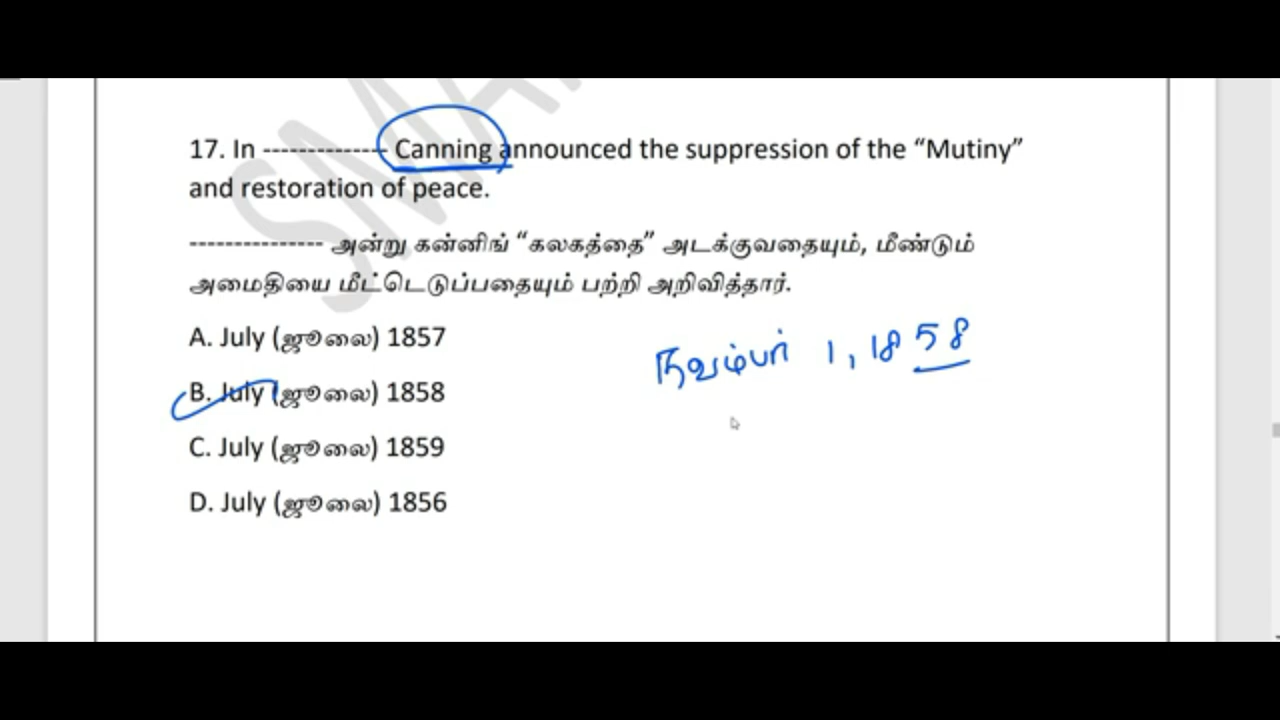 17. In -------------- Canning announced the suppression of the “Mutiny”
and restoration of peace.
--------------- அன்று கன்னிங் “கலகத்தை” அடக்குவதையும், மீண்டும்
அமைதியை மீட்டெடுப்பதையும் பற்றி அறிவித்தார்.
A. July (ஜூலை) 1857
நவம்பர் 1, 1858
B. July (ஜூலை) 1858
C. July (ஜூலை) 1859
D. July (ஜூலை) 1856